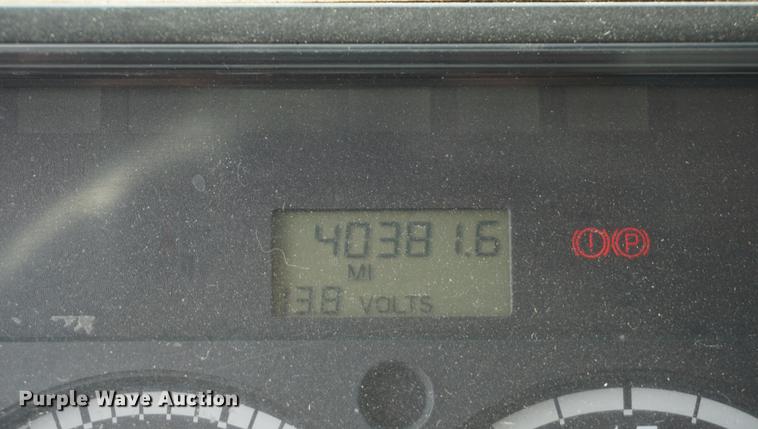 40381.6
MI
13.8 VOLTS
! P
Purple Wave Auction